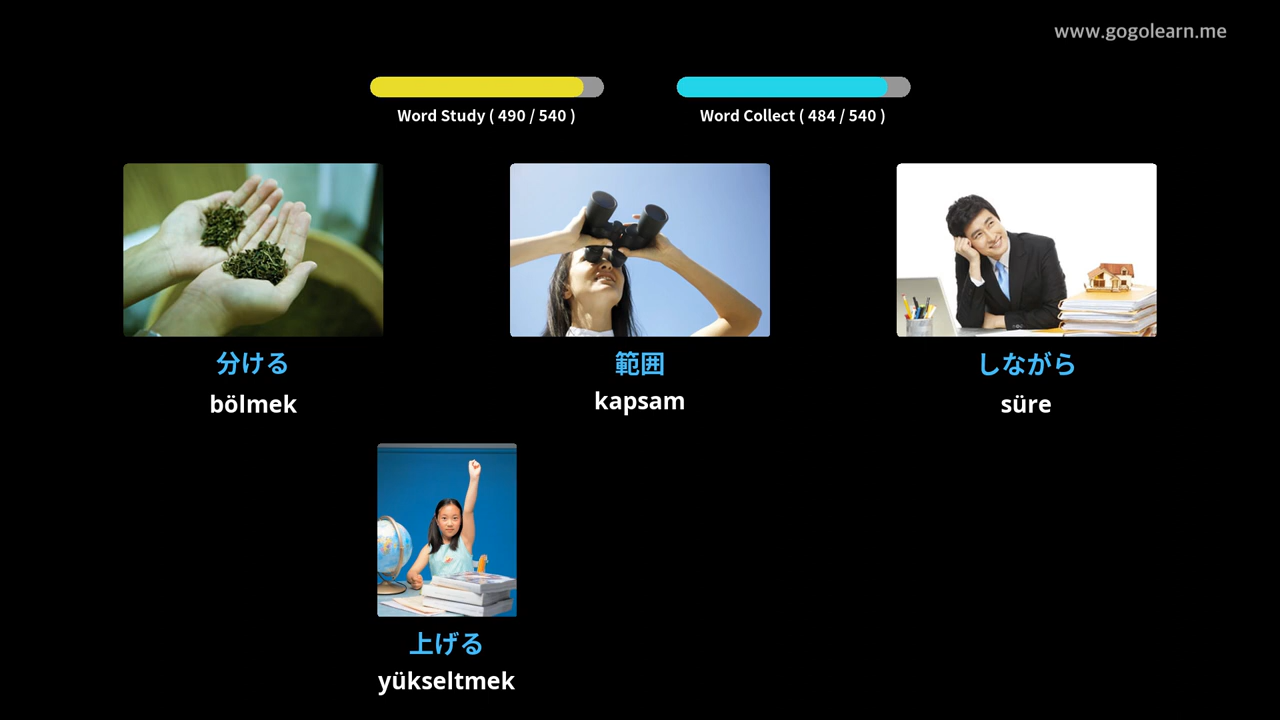 www.gogolearn.me
Word Study ( 490 / 540 )
Word Collect ( 484 / 540 )
分ける
bölmek
範囲
kapsam
しながら
süre
上げる
yükseltmek